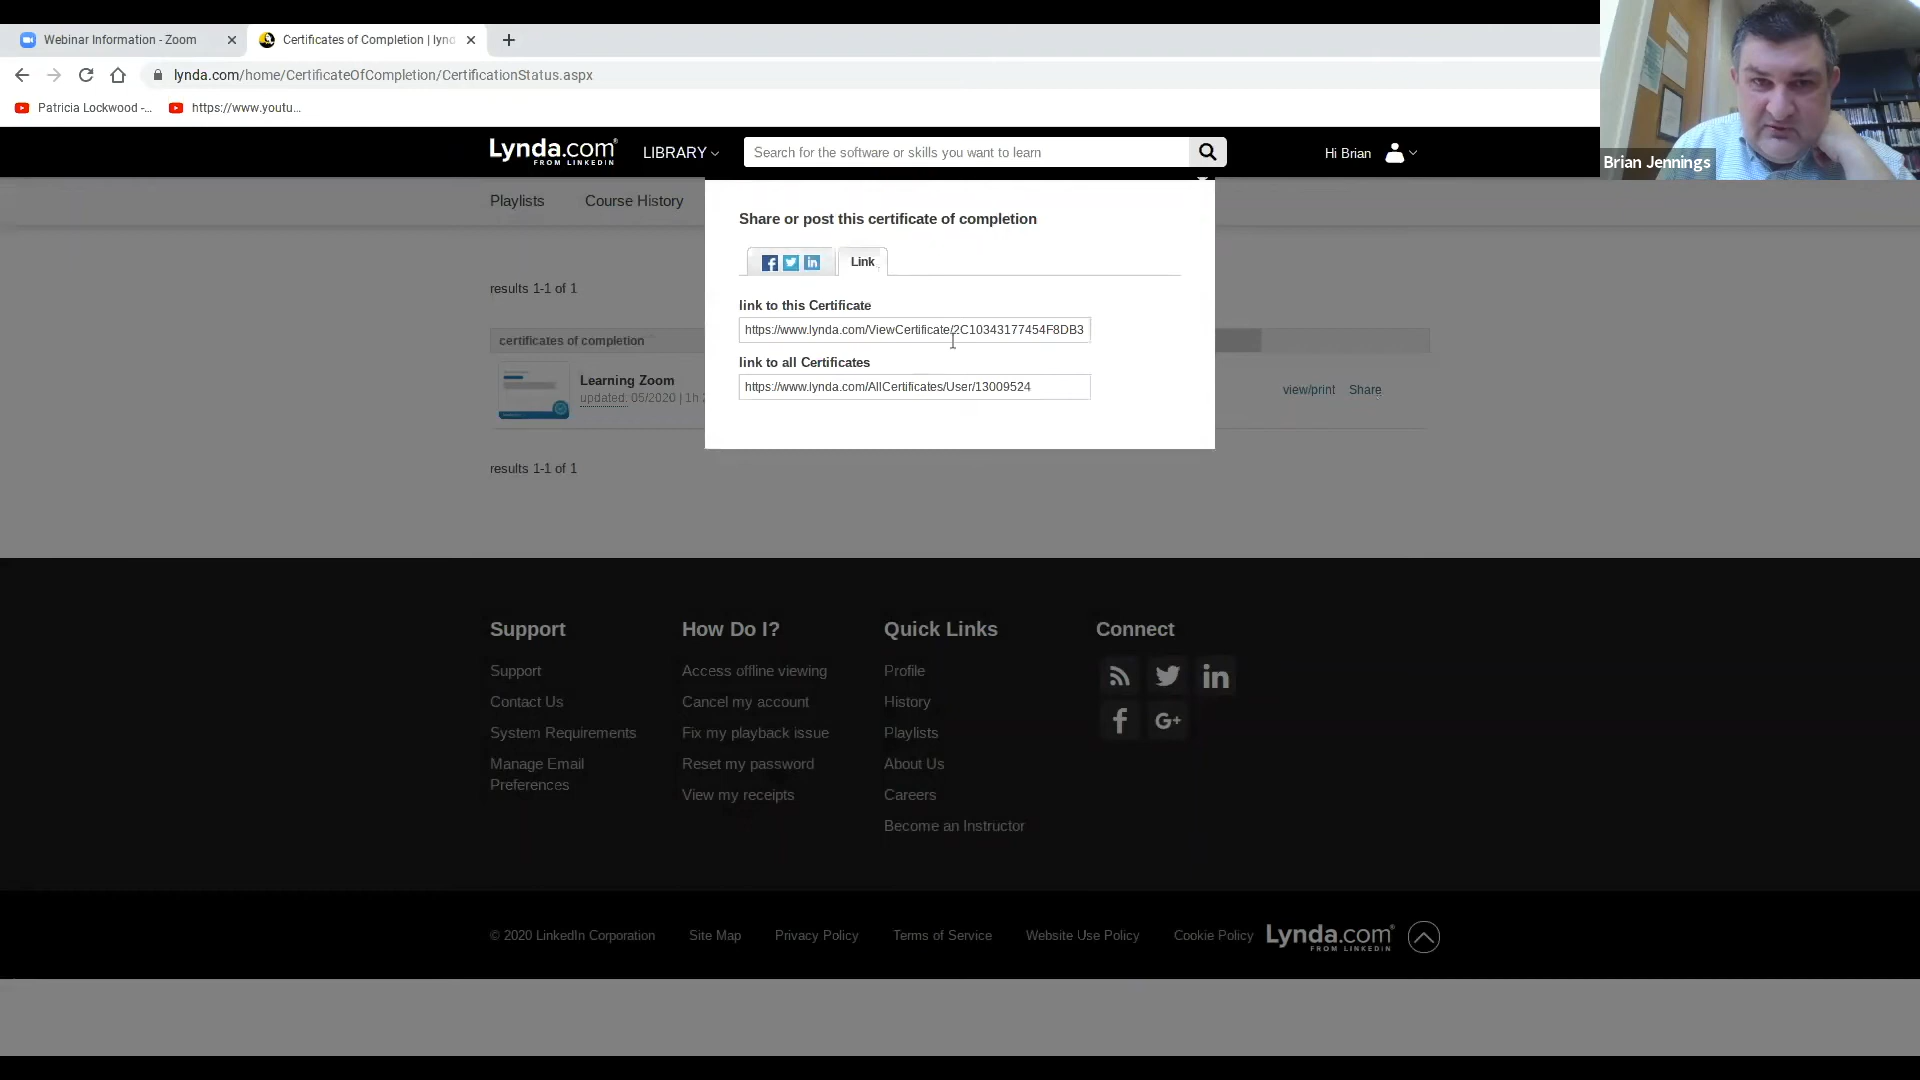 Webinar Information - Zoom
Certificates of Completion | lynd
lynda.com/home/CertificateOfCompletion/CertificationStatus.aspx
Patricia Lockwood -...
https://www.youtu...
Brian Jennings
Lynda.com®
FROM LINKEDIN
LIBRARY
Search for the software or skills you want to learn
Hi Brian
Playlists
Course History
Share or post this certificate of completion
Link
link to this Certificate
https://www.lynda.com/ViewCertificate/2C10343177454F8DB3
link to all Certificates
https://www.lynda.com/AllCertificates/User/13009524
results 1-1 of 1
certificates of completion
Learning Zoom
updated: 05/2020 | 1h
view/print
Share
results 1-1 of 1
Support
Support
Contact Us
System Requirements
Manage Email
Preferences
How Do I?
Access offline viewing
Cancel my account
Fix my playback issue
Reset my password
View my receipts
Quick Links
Profile
History
Playlists
About Us
Careers
Become an Instructor
Connect
© 2020 LinkedIn Corporation
Site Map
Privacy Policy
Terms of Service
Website Use Policy
Cookie Policy
Lynda.com®
FROM LINKEDIN